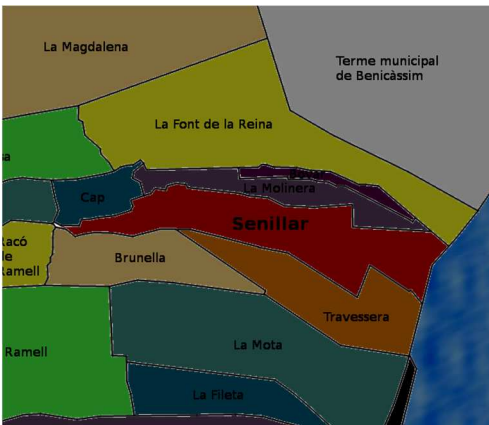 La Magdalena
Terme municipal
de Benicàssim
La Font de la Reina
sa
La Molinera
Cap
Senillar
Racó
de
Ramell
Brunella
Travessera
La Mota
Ramell
La Fileta